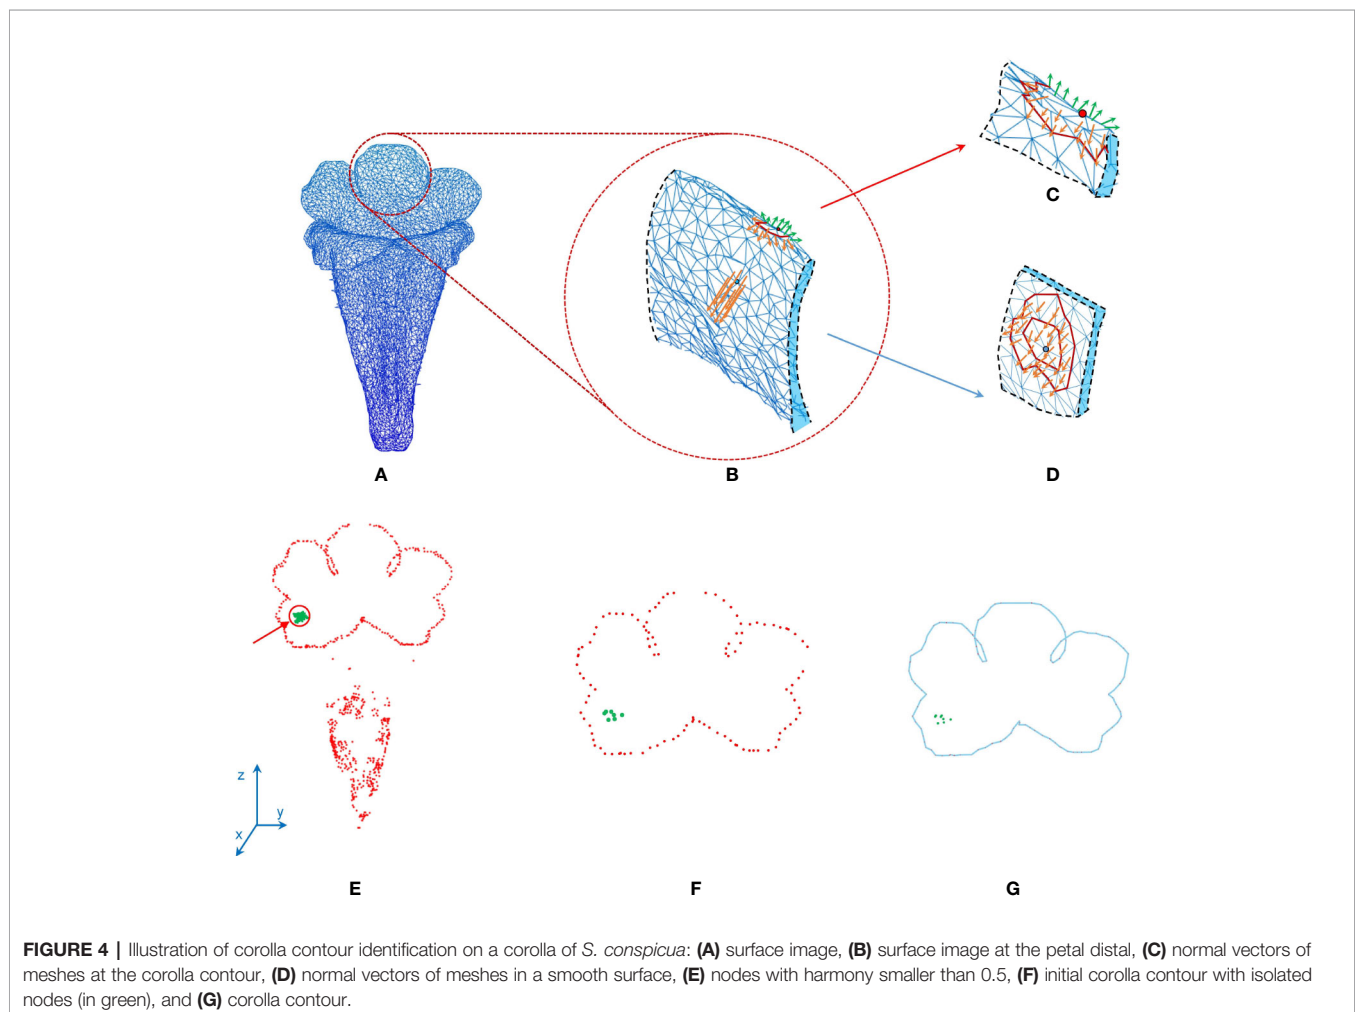 A
B
C
D
z
y
x
E
F
G
FIGURE 4 | Illustration of corolla contour identification on a corolla of S. conspicua: (A) surface image, (B) surface image at the petal distal, (C) normal vectors of
meshes at the corolla contour, (D) normal vectors of meshes in a smooth surface, (E) nodes with harmony smaller than 0.5, (F) initial corolla contour with isolated
nodes (in green), and (G) corolla contour.